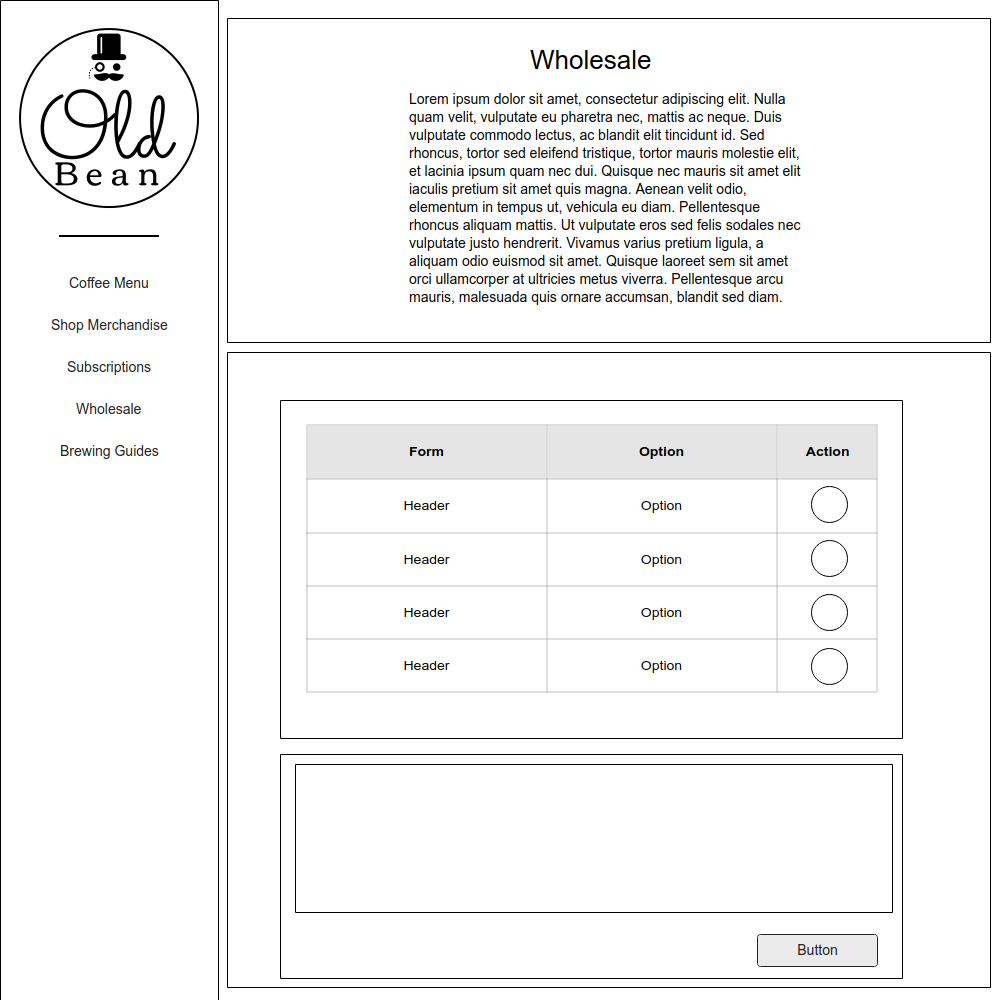 Old
Bean
Coffee Menu
Shop Merchandise
Subscriptions
Wholesale
Brewing Guides
Wholesale
Lorem ipsum dolor sit amet, consectetur adipiscing elit. Nulla
quam velit, vulputate eu pharetra nec, mattis ac neque. Duis
vulputate commodo lectus, ac blandit elit tincidunt id. Sed
rhoncus, tortor sed eleifend tristique, tortor mauris molestie elit,
et lacinia ipsum quam nec dui. Quisque nec mauris sit amet elit
iaculis pretium sit amet quis magna. Aenean velit odio,
elementum in tempus ut, vehicula eu diam. Pellentesque
rhoncus aliquam mattis. Ut vulputate eros sed felis sodales nec
vulputate justo hendrerit. Vivamus varius pretium ligula, a
aliquam odio euismod sit amet. Quisque laoreet sem sit amet
orci ullamcorper at ultricies metus viverra. Pellentesque arcu
mauris, malesuada quis ornare accumsan, blandit sed diam.
Form Option Action
Header Option
Header Option
Header Option
Header Option
Button